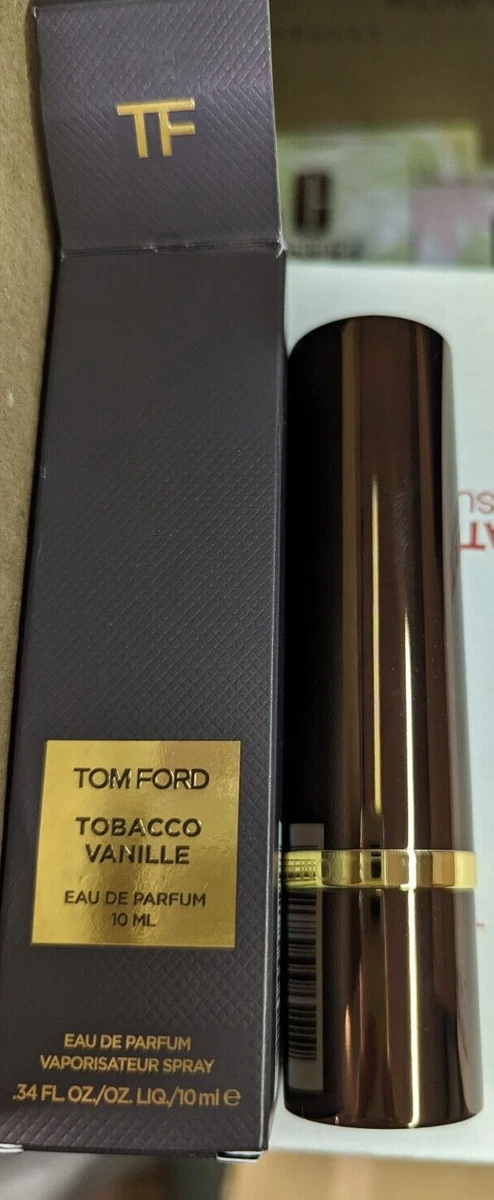 TF
TOM FORD
TOBACCO
VANILLE
EAU DE PARFUM
10 ML
EAU DE PARFUM
VAPORISATEUR SPRAY
.34 FL. OZ./OZ. LIQ./10 ml ℮